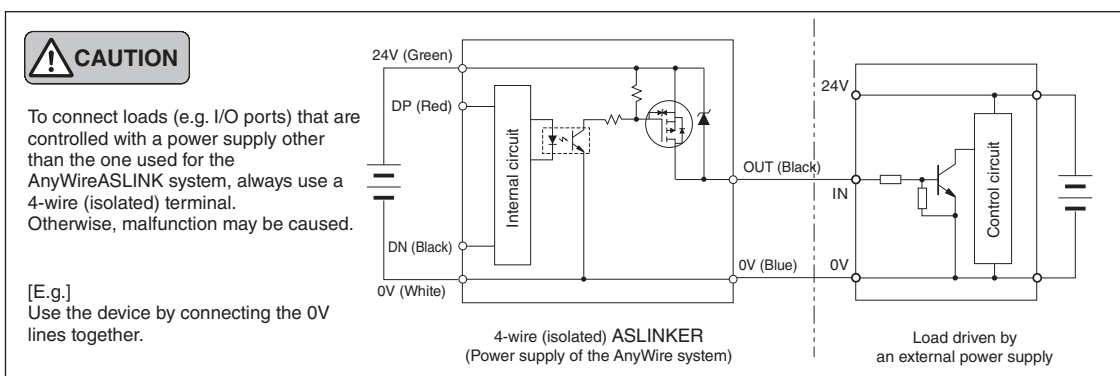 CAUTION
To connect loads (e.g. I/O ports) that are
controlled with a power supply other
than the one used for the
AnyWireASLINK system, always use a
4-wire (isolated) terminal.
Otherwise, malfunction may be caused.
[E.g.]
Use the device by connecting the 0V
lines together.
24V (Green)
DP (Red)
Internal circuit
DN (Black)
0V (White)
OUT (Black)
0V (Blue)
4-wire (isolated) ASLINKER
(Power supply of the AnyWire system)
24V
IN
0V
Control circuit
Load driven by
an external power supply